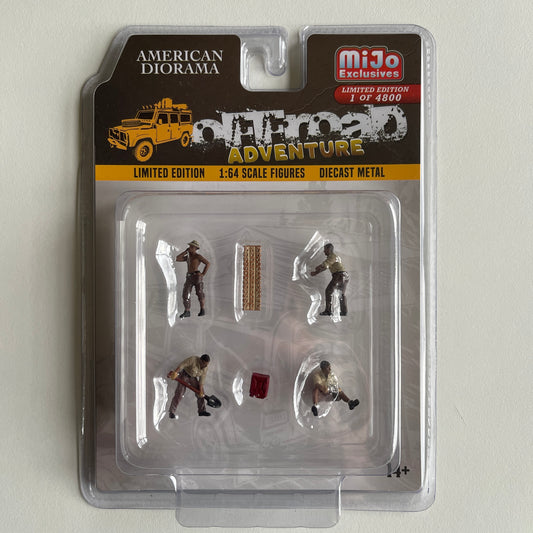 AMERICAN
DIORAMA
MiJo
Exclusives
LIMITED EDITION
1 OF 4800
OFFroad
ADVENTURE
LIMITED EDITION 1:64 SCALE FIGURES DIECAST METAL
14+